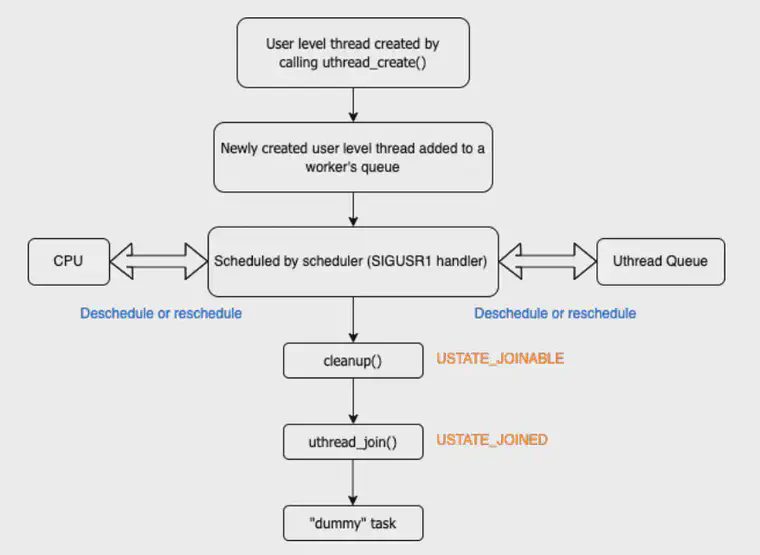 User level thread created by
calling uthread_create()
Newly created user level thread added to a
worker's queue
CPU
Scheduled by scheduler (SIGUSR1 handler)
Uthread Queue
Deschedule or reschedule
Deschedule or reschedule
cleanup()
USTATE_JOINABLE
uthread_join()
USTATE_JOINED
"dummy" task